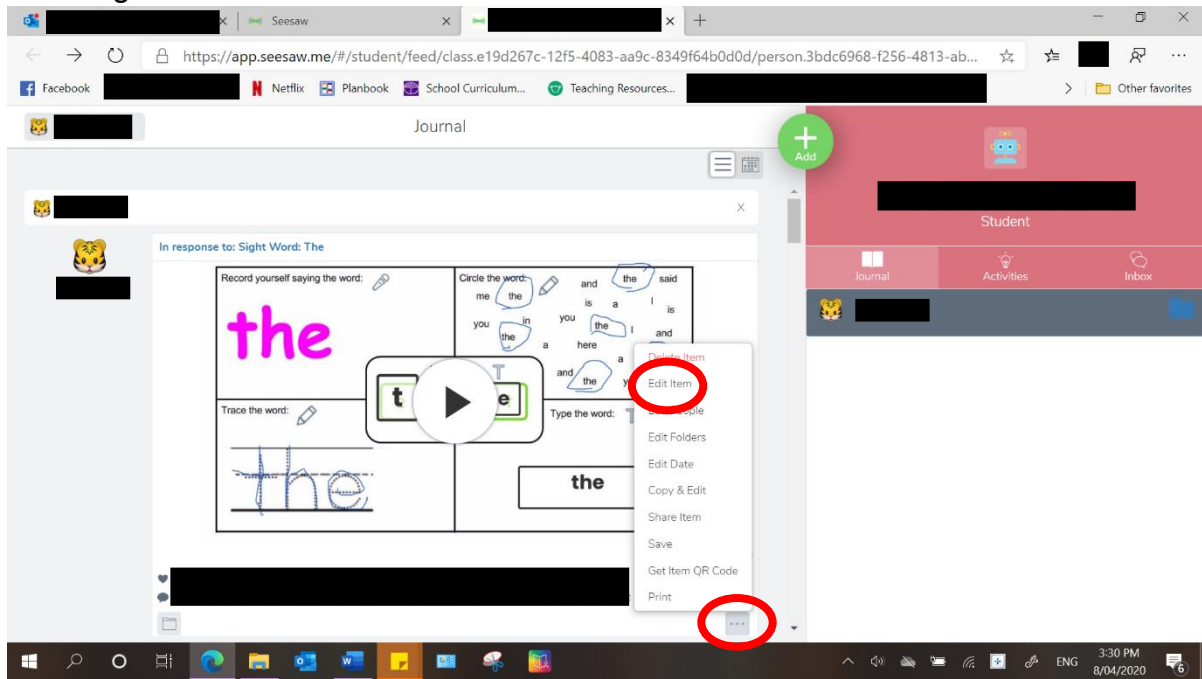 Seesaw
https://app.seesaw.me/#/student/feed/class.e19d267c-12f5-4083-aa9c-8349f64b0d0d/person.3bdc6968-f256-4813-ab...
Facebook
Netflix
Planbook
School Curriculum...
Teaching Resources...
Other favorites
Journal
Add
Student
Journal
Activities
Inbox
In response to: Sight Word: The
Record yourself saying the word:
the
Circle the word:
and the said
me the
is a I is
you in you the I and
the a here
a
and the
T
t e
Trace the word:
the
Type the word:
the
Delete Item
Edit Item
Edit Folders
Edit Date
Copy & Edit
Share Item
Save
Get Item QR Code
Print
ENG
3:30 PM
8/04/2020
6